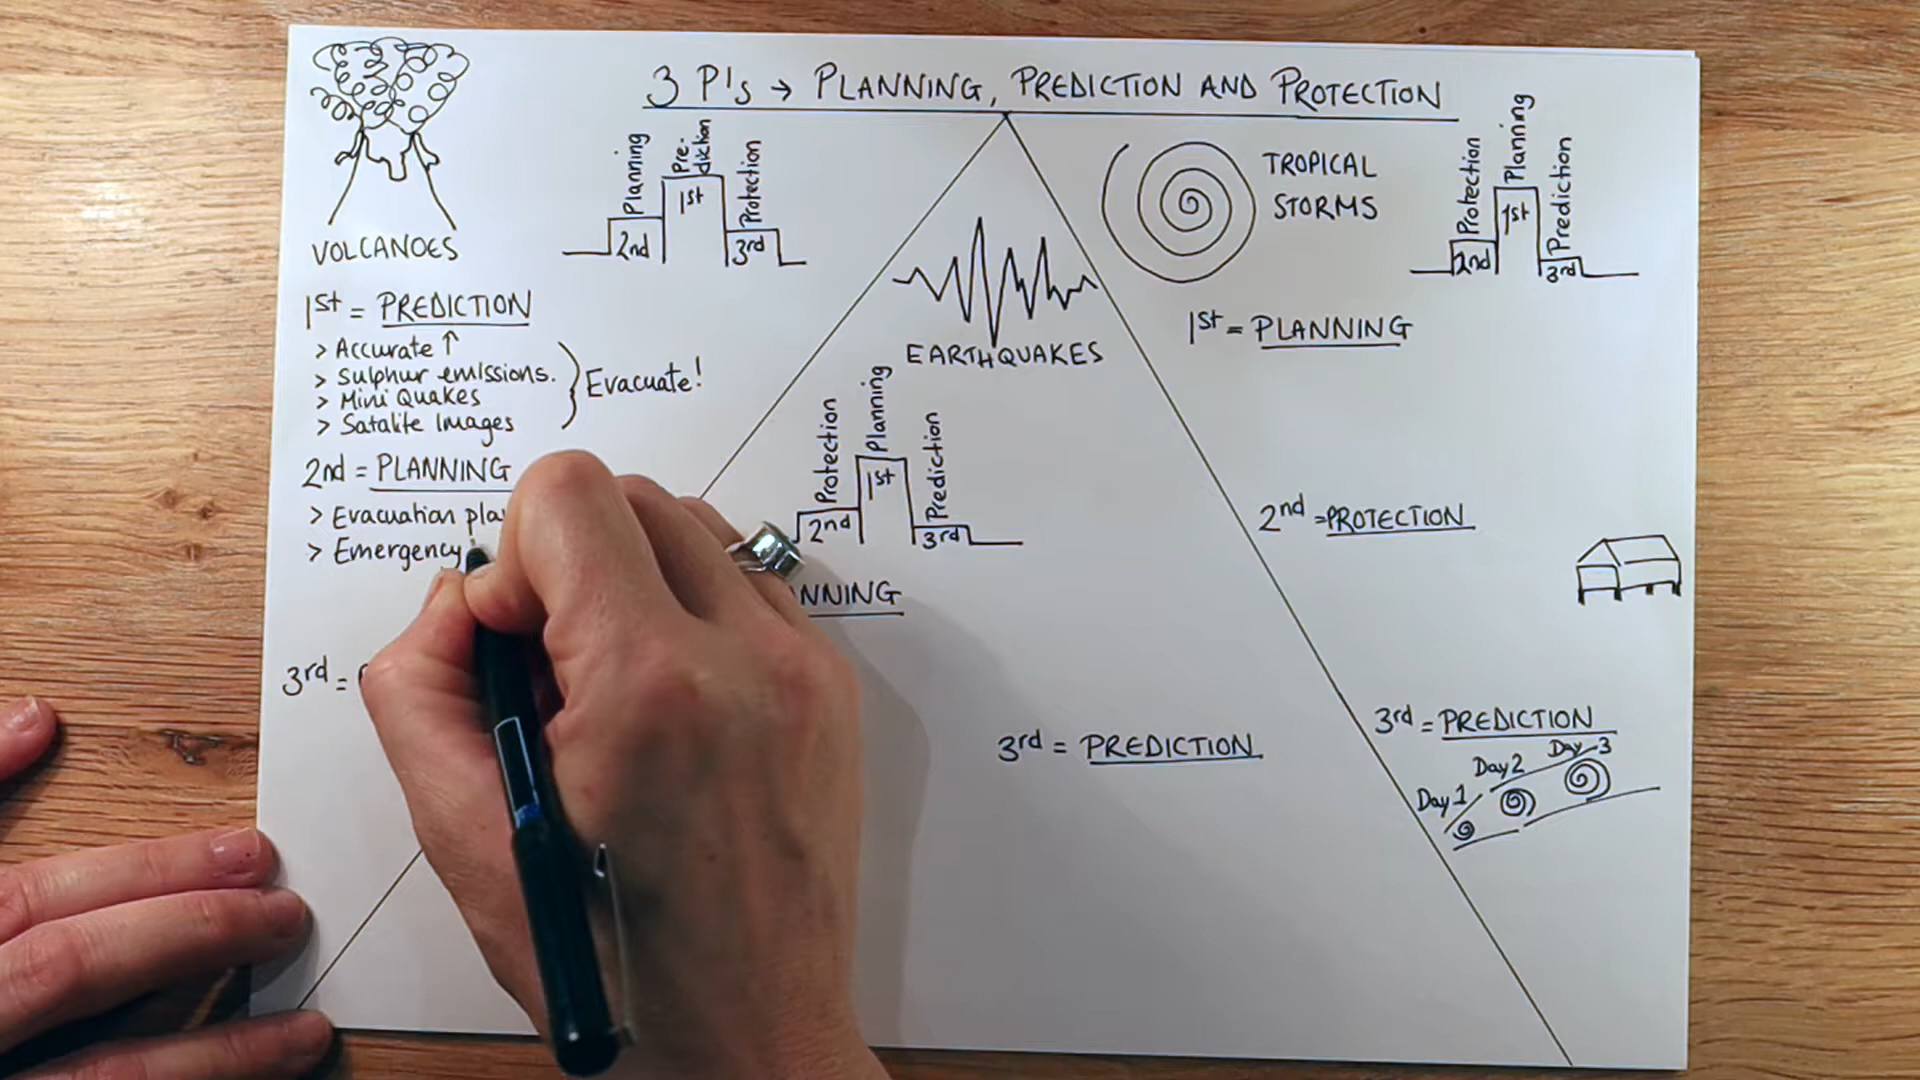 3 P's → PLANNING, PREDICTION AND PROTECTION
VOLCANOES
Planning
Pre-
diction
Protection
2nd
1st
3rd
1st = PREDICTION
> Accurate ↑
> Sulphur emissions.
> Mini Quakes
> Satalite Images
Evacuate!
2nd = PLANNING
> Evacuation
> Emergency
3rd =
EARTHQUAKES
Protection
Planning
Prediction
2nd
1st
3rd
NNING
3rd = PREDICTION
TROPICAL
STORMS
Protection
Planning
Prediction
2nd
1st
3rd
1st = PLANNING
2nd = PROTECTION
3rd = PREDICTION
Day 1
Day 2
Day 3